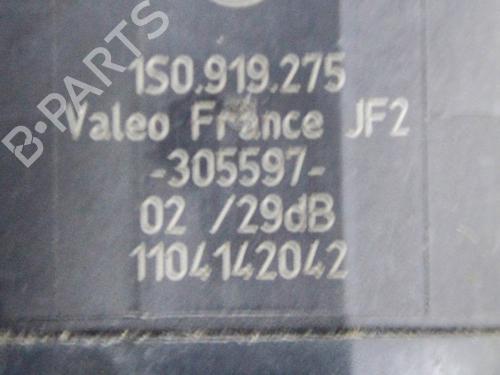 B-PARTS
1S0.919.275
Valeo France JF2
-305597-
02 /29dB
1104142042